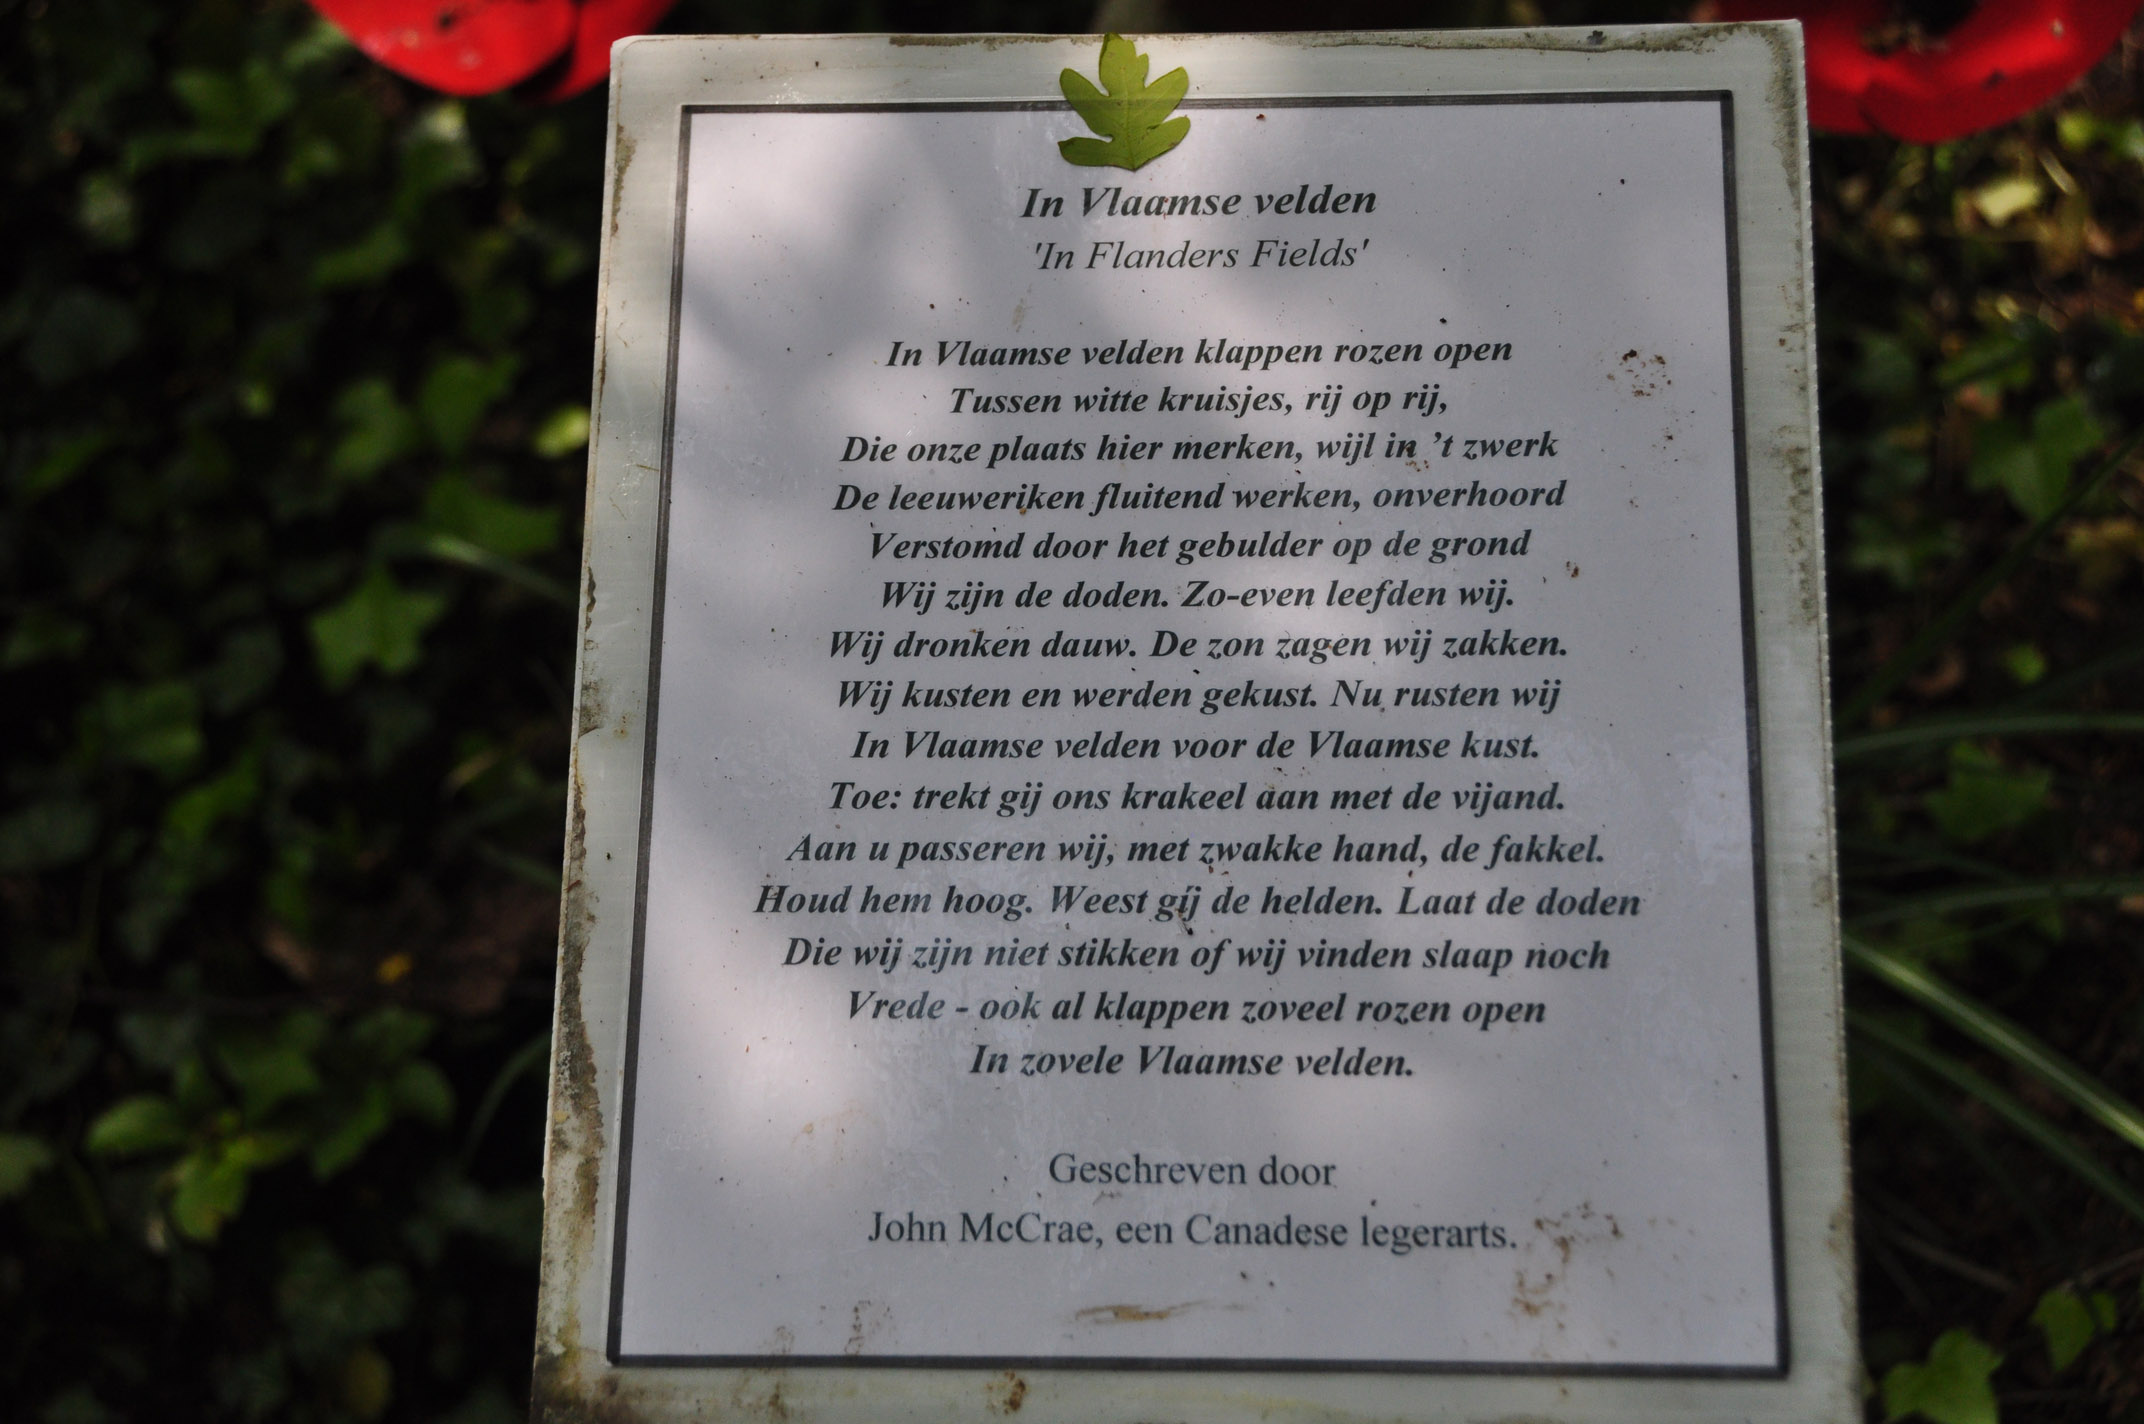 In Vlaamse velden
'In Flanders Fields'
In Vlaamse velden klappen rozen open
Tussen witte kruisjes, rij op rij,
Die onze plaats hier merken, wijl in ’t zwerk
De leeuweriken fluitend werken, onverhoord
Verstomd door het gebulder op de grond
Wij zijn de doden. Zo-even leefden wij.
Wij dronken dauw. De zon zagen wij zakken.
Wij kusten en werden gekust. Nu rusten wij
In Vlaamse velden voor de Vlaamse kust.
Toe: trekt gij ons krakeel aan met de vijand.
Aan u passeren wij, met zwakke hand, de fakkel.
Houd hem hoog. Weest gij de helden. Laat de doden
Die wij zijn niet stikken of wij vinden slaap noch
Vrede - ook al klappen zoveel rozen open
In zovele Vlaamse velden.
Geschreven door
John McCrae, een Canadese legerarts.